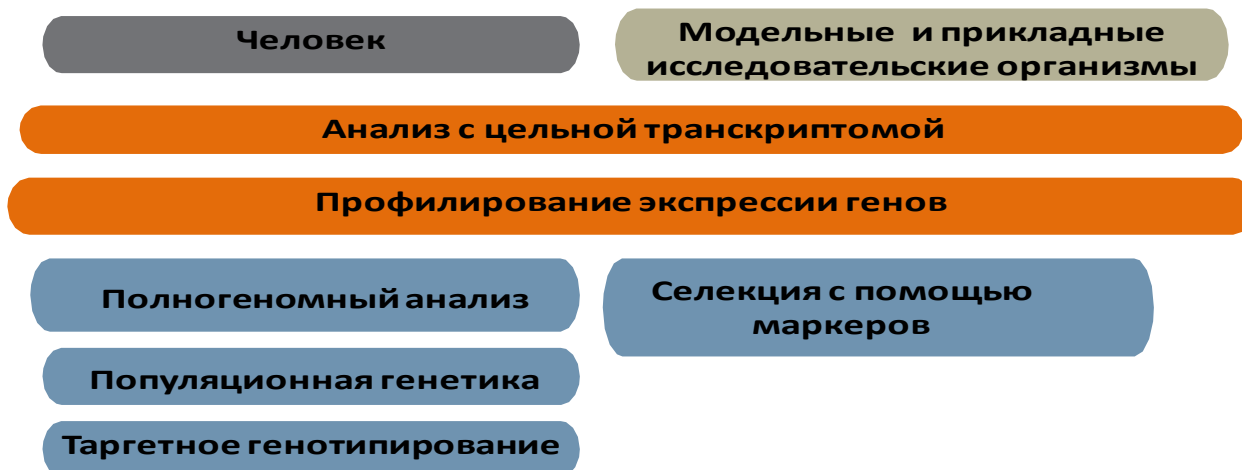 Человек
Модельные и прикладные
исследовательские организмы
Анализ с цельной транскриптомой
Профилирование экспрессии генов
Полногеномный анализ
Селекция с помощью
маркеров
Популяционная генетика
Таргетное генотипирование